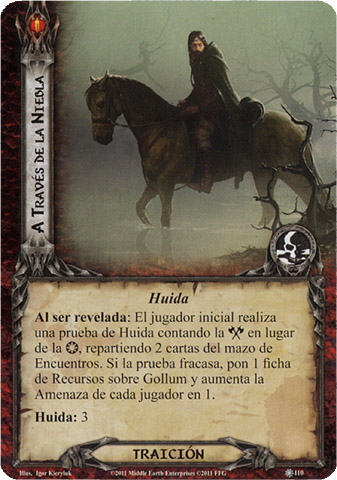 A TRAVÉS DE LA NIEBLA
Huida
Al ser revelada: El jugador inicial realiza
una prueba de Huida contando la en lugar
de la , repartiendo 2 cartas del mazo de
Encuentros. Si la prueba fracasa, pon 1 ficha
de Recursos sobre Gollum y aumenta la
Amenaza de cada jugador en 1.
Huida: 3
TRAICIÓN
Illus. Igor Kieryluk ©2011 Middle Earth Enterprises ©2011 FFG 110